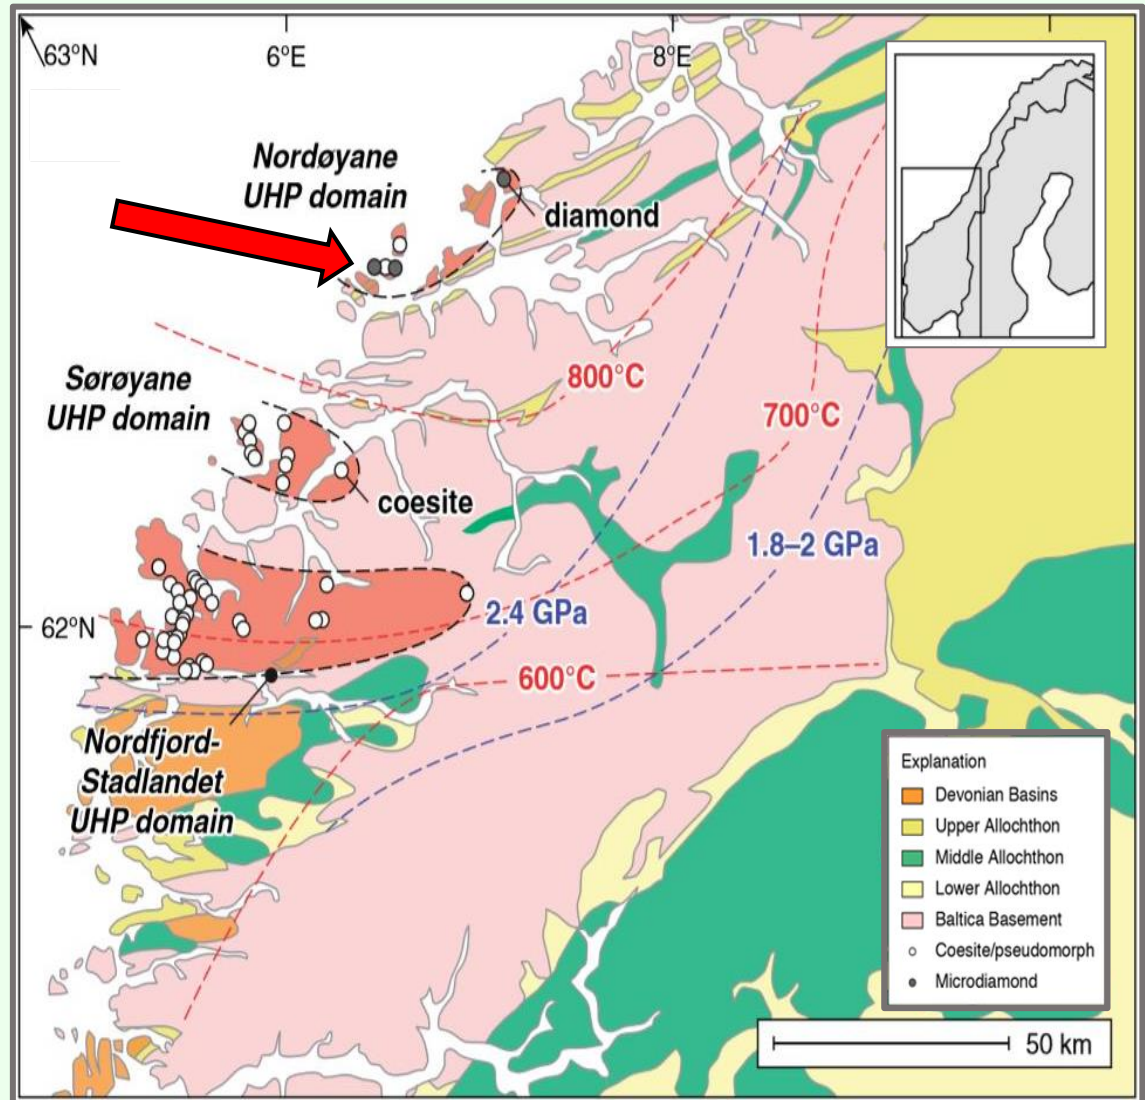 63°N
6°E
8°E
Nordøyane
UHP domain
diamond
Sørøyane
UHP domain
800°C
700°C
coesite
1.8–2 GPa
2.4 GPa
62°N
600°C
Nordfjord-
Stadlandet
UHP domain
Explanation
Devonian Basins
Upper Allochthon
Middle Allochthon
Lower Allochthon
Baltica Basement
Coesite/pseudomorph
Microdiamond
50 km